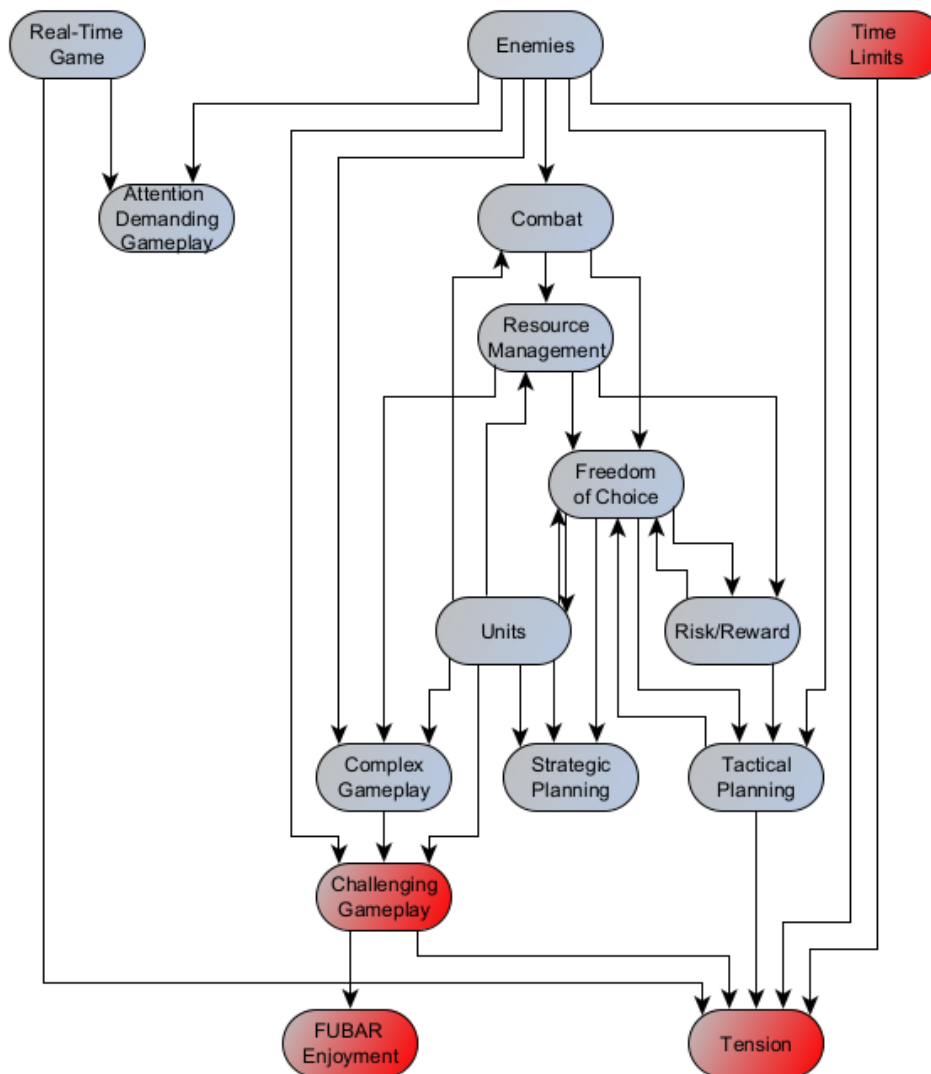 Real-Time
Game
Enemies
Time
Limits
Attention
Demanding
Gameplay
Combat
Resource
Management
Freedom
of Choice
Units
Risk/Reward
Complex
Gameplay
Strategic
Planning
Tactical
Planning
Challenging
Gameplay
FUBAR
Enjoyment
Tension